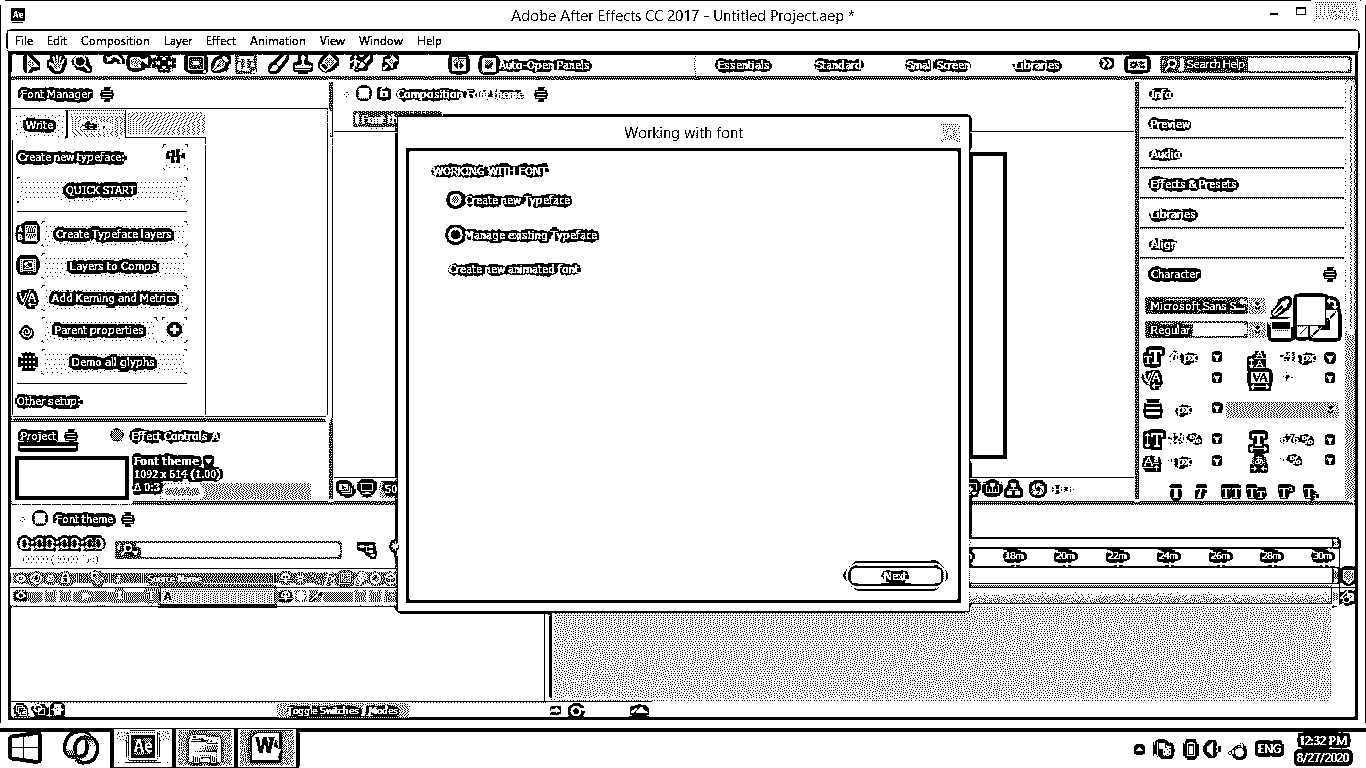 Adobe After Effects CC 2017 - Untitled Project.aep *
File Edit Composition Layer Effect Animation View Window Help
Auto-Open Panels Essentials Standard Small Screen Libraries Search Help
Font Manager
Composition Font theme
Write
Create new typeface:
QUICK START
Create Typeface layers
Layers to Comps
Add Kerning and Metrics
Parent properties
Demo all glyphs
Other setup:
Working with font
WORKING WITH FONT
Create new Typeface
Manage existing Typeface
Create new animated font
Next
Info
Preview
Audio
Effects & Presets
Libraries
Align
Character
Microsoft Sans S...
Regular
px
px
px
px
Project Effect Controls A
Font theme
1092 x 614 (1.00)
Font theme
0:00:00:00
18m 20m 22m 24m 26m 28m 30m
A
Toggle Switches / Modes
Ae
W
ENG
12:32 PM
8/27/2020